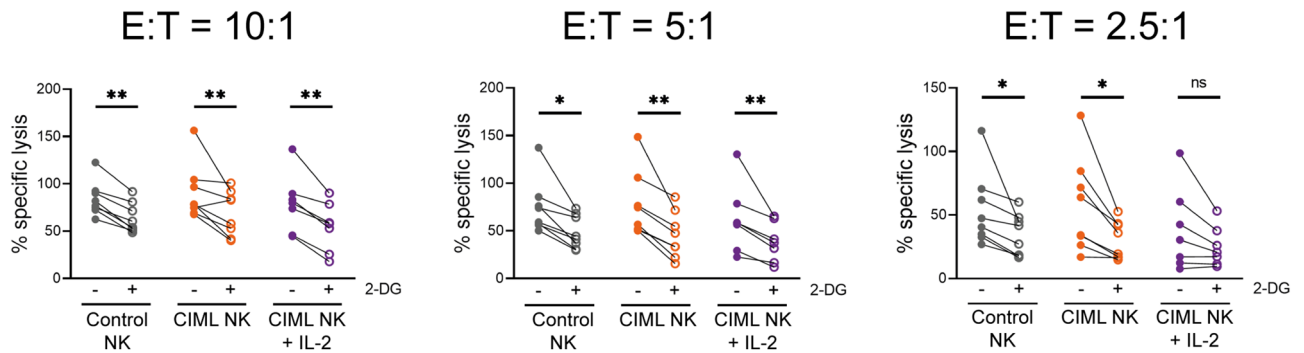 E:T = 10:1
% specific lysis
200
150
100
50
0
** ** **
- + - + - + 2-DG
Control NK
CIML NK
CIML NK + IL-2
E:T = 5:1
% specific lysis
200
150
100
50
0
* ** **
- + - + - + 2-DG
Control NK
CIML NK
CIML NK + IL-2
E:T = 2.5:1
% specific lysis
150
100
50
0
* * ns
- + - + - + 2-DG
Control NK
CIML NK
CIML NK + IL-2